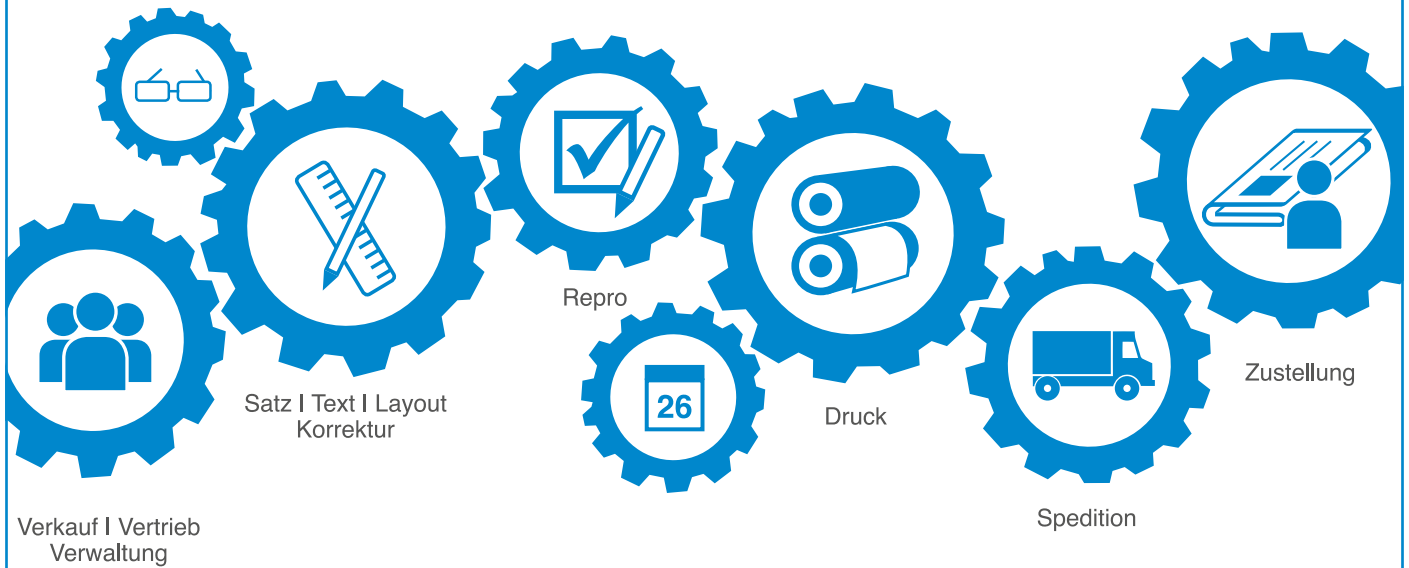 Verkauf I Vertrieb
Verwaltung
Satz I Text I Layout
Korrektur
Repro
26
Druck
Spedition
Zustellung